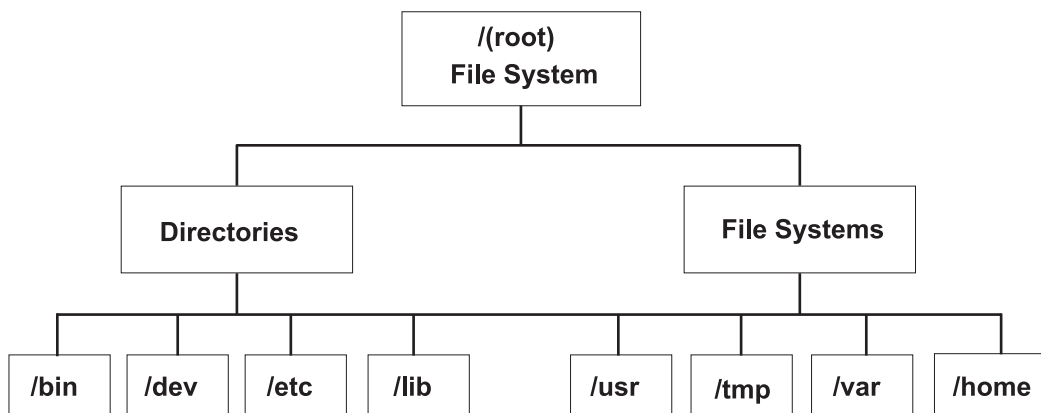 /(root)
File System
Directories
File Systems
/bin
/dev
/etc
/lib
/usr
/tmp
/var
/home